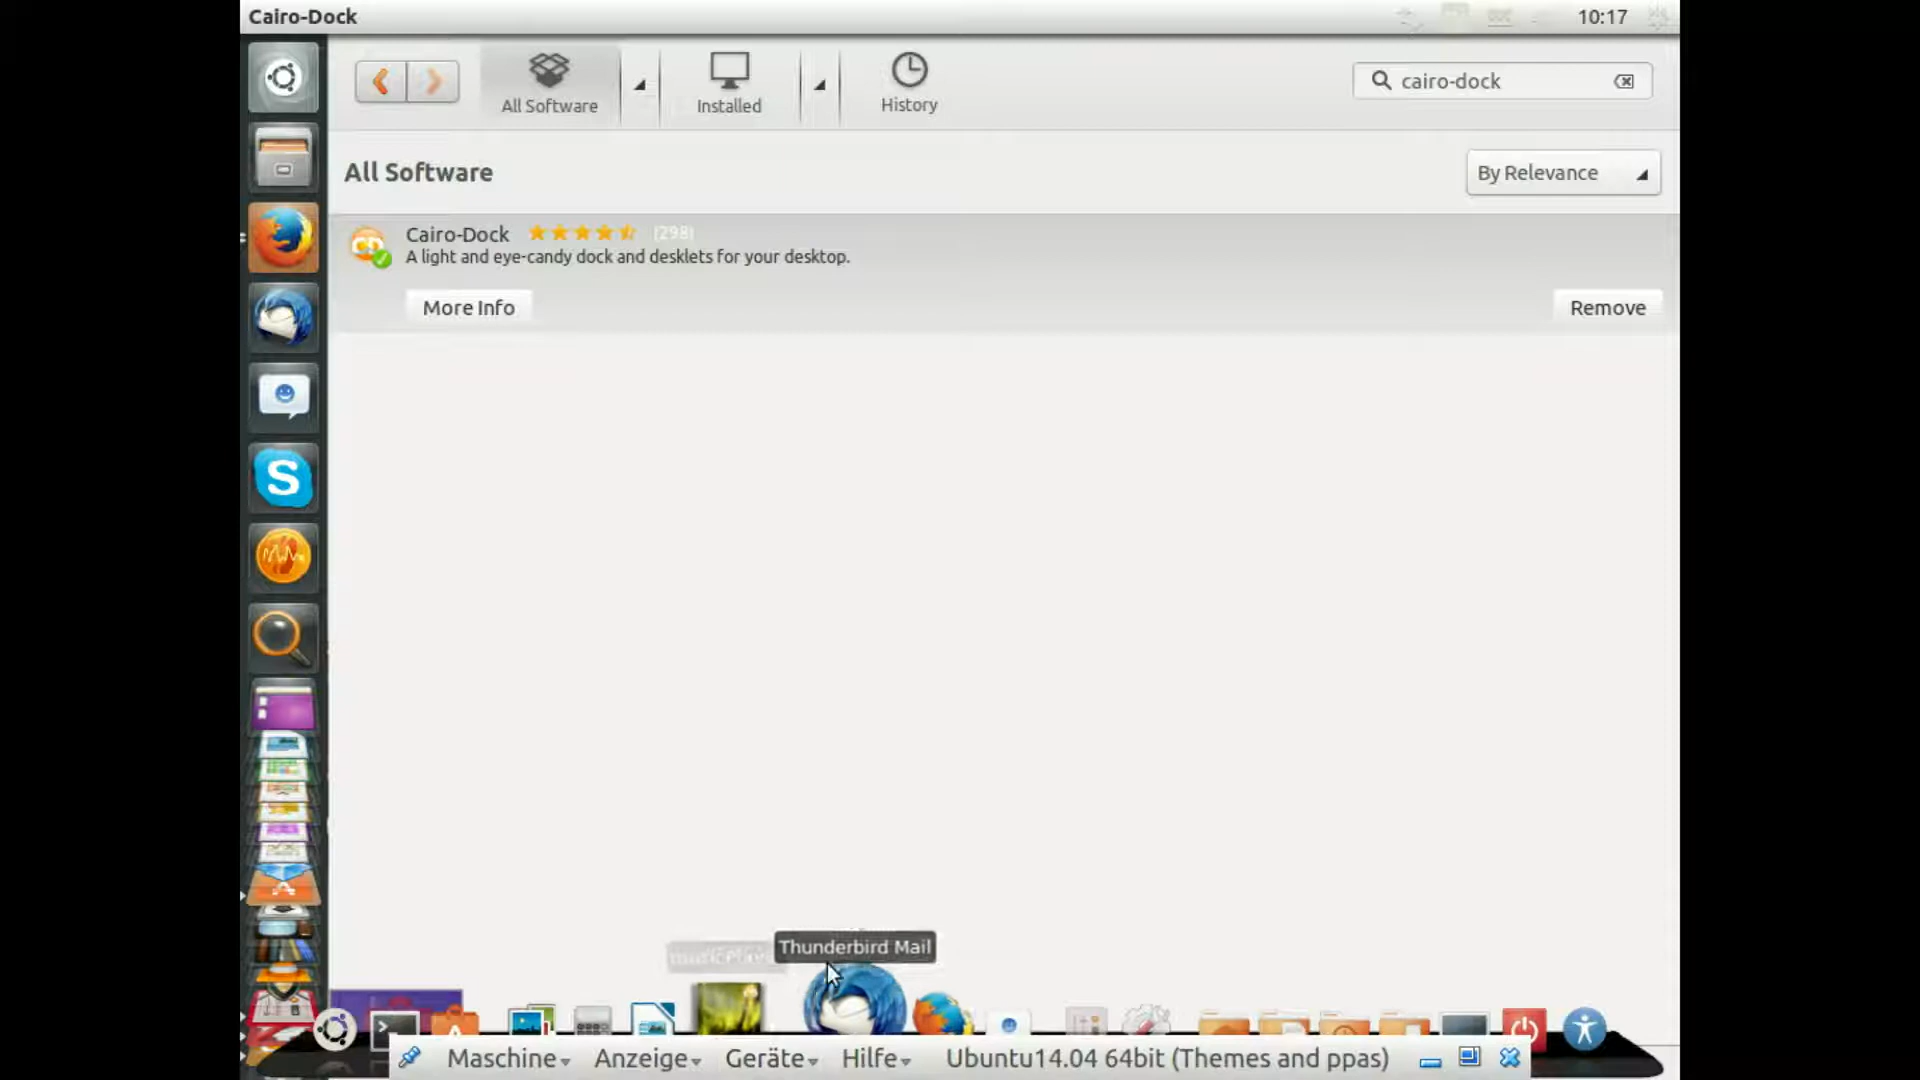 Cairo-Dock
10:17
All Software
Installed
History
cairo-dock
All Software
By Relevance
Cairo-Dock
(298)
A light and eye-candy dock and desklets for your desktop.
More Info
Remove
Thunderbird Mail
Maschine
Anzeige
Geräte
Hilfe
Ubuntu14.04 64bit (Themes and ppas)